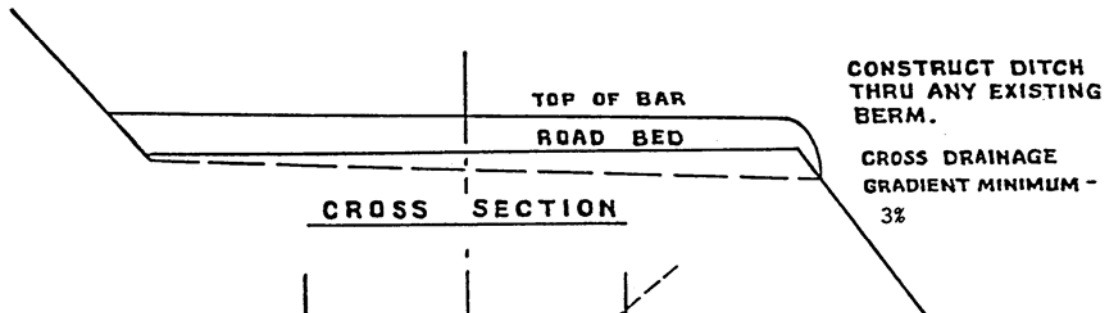 TOP OF BAR
ROAD BED
CROSS SECTION
CONSTRUCT DITCH
THRU ANY EXISTING
BERM.
CROSS DRAINAGE
GRADIENT MINIMUM -
3%